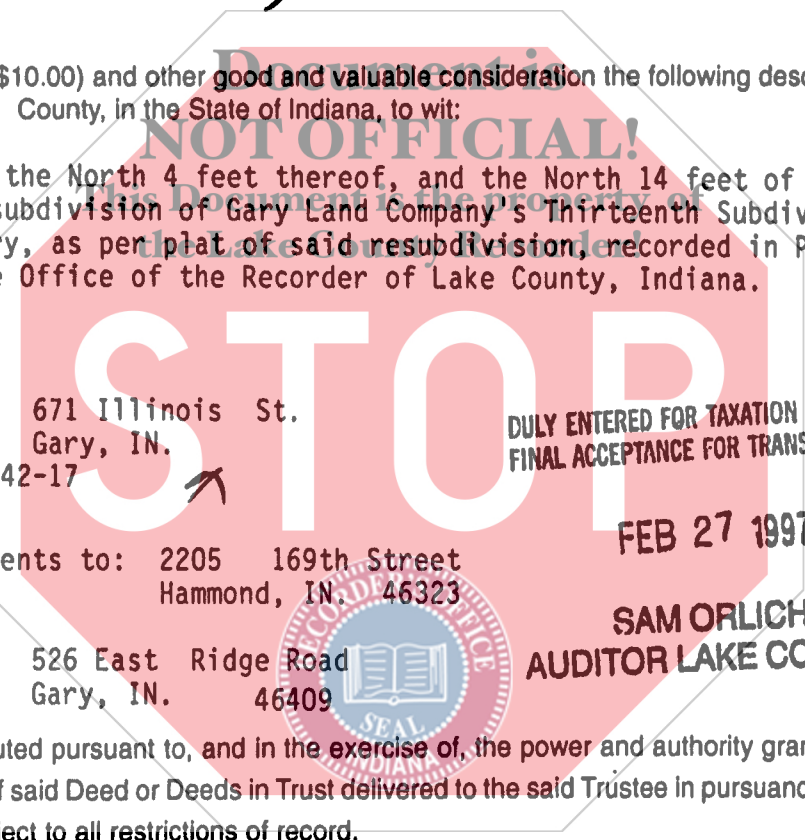 $10.00) and other good and valuable consideration the following desc
County, in the State of Indiana, to wit:
Document is
NOT OFFICIAL!
This Document is the property of
the Lake County Recorder!
the North 4 feet thereof, and the North 14 feet of
subdivision of Gary Land Company's Thirteenth Subdiv
ry, as per plat of said resubdivision, recorded in P
e Office of the Recorder of Lake County, Indiana.
STOP
671 Illinois St.
Gary, IN.
42-17
DULY ENTERED FOR TAXATION
FINAL ACCEPTANCE FOR TRANS
FEB 27 1997
ents to: 2205 169th Street
Hammond, IN. 46323
SAM ORLICH
AUDITOR LAKE CO
526 East Ridge Road
Gary, IN. 46409
RECORDER'S OFFICE
SEAL
INDIANA
uted pursuant to, and in the exercise of, the power and authority gran
f said Deed or Deeds in Trust delivered to the said Trustee in pursuanc
ject to all restrictions of record.